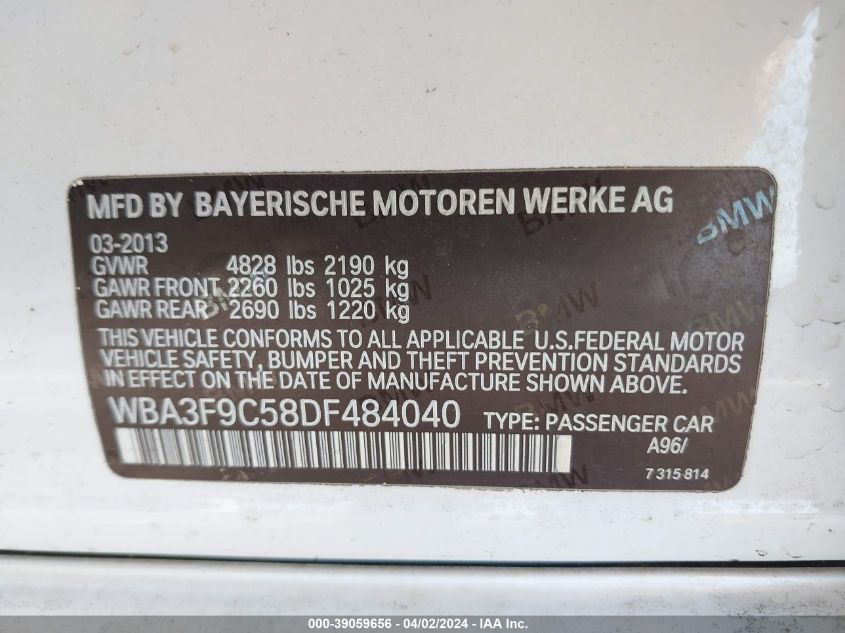 MFD BY BAYERISCHE MOTOREN WERKE AG
BMW
03-2013
GVWR 4828 lbs 2190 kg
GAWR FRONT 2260 lbs 1025 kg
GAWR REAR 2690 lbs 1220 kg
THIS VEHICLE CONFORMS TO ALL APPLICABLE U.S.FEDERAL MOTOR
VEHICLE SAFETY, BUMPER AND THEFT PREVENTION STANDARDS
IN EFFECT ON THE DATE OF MANUFACTURE SHOWN ABOVE.
WBA3F9C58DF484040 TYPE: PASSENGER CAR
A96/
7 315 814
000-39059656 - 04/02/2024 - IAA Inc.